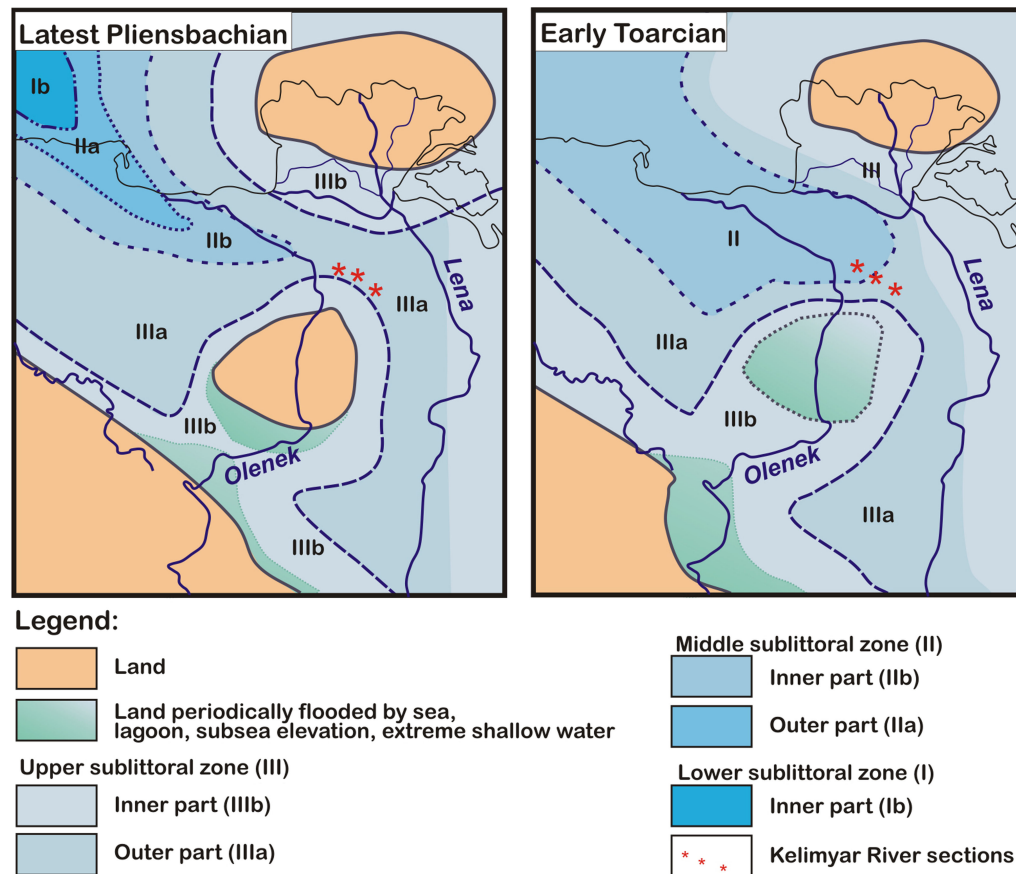 Latest Pliensbachian
Ib
IIa
IIb
IIIb
IIIa
IIIa
Lena
IIIb
Olenek
IIIb
Early Toarcian
III
II
Lena
IIIa
IIIb
Olenek
IIIa
Legend:
Land
Land periodically flooded by sea,
lagoon, subsea elevation, extreme shallow water
Upper sublittoral zone (III)
Inner part (IIIb)
Outer part (IIIa)
Middle sublittoral zone (II)
Inner part (IIb)
Outer part (IIa)
Lower sublittoral zone (I)
Inner part (Ib)
Kelimyar River sections